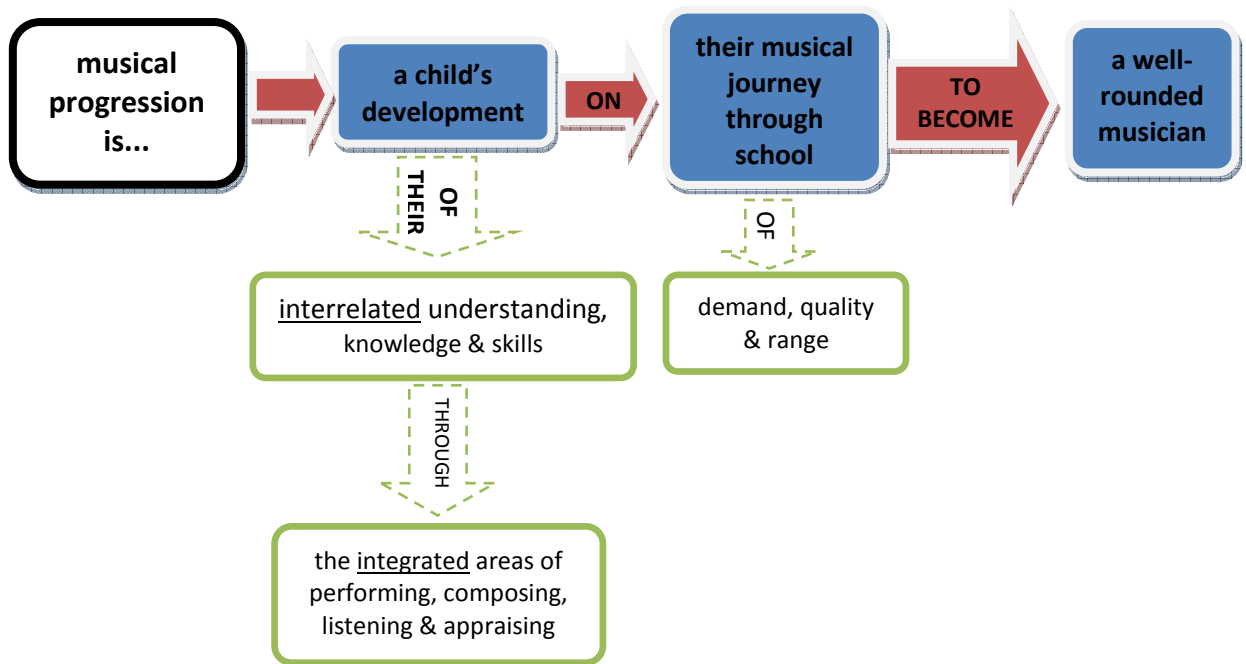 musical
progression
is...
a child’s
development
ON
their musical
journey
through
school
TO
BECOME
a well-
rounded
musician
OF
THEIR
interrelated understanding,
knowledge & skills
THROUGH
the integrated areas of
performing, composing,
listening & appraising
OF
demand, quality
& range